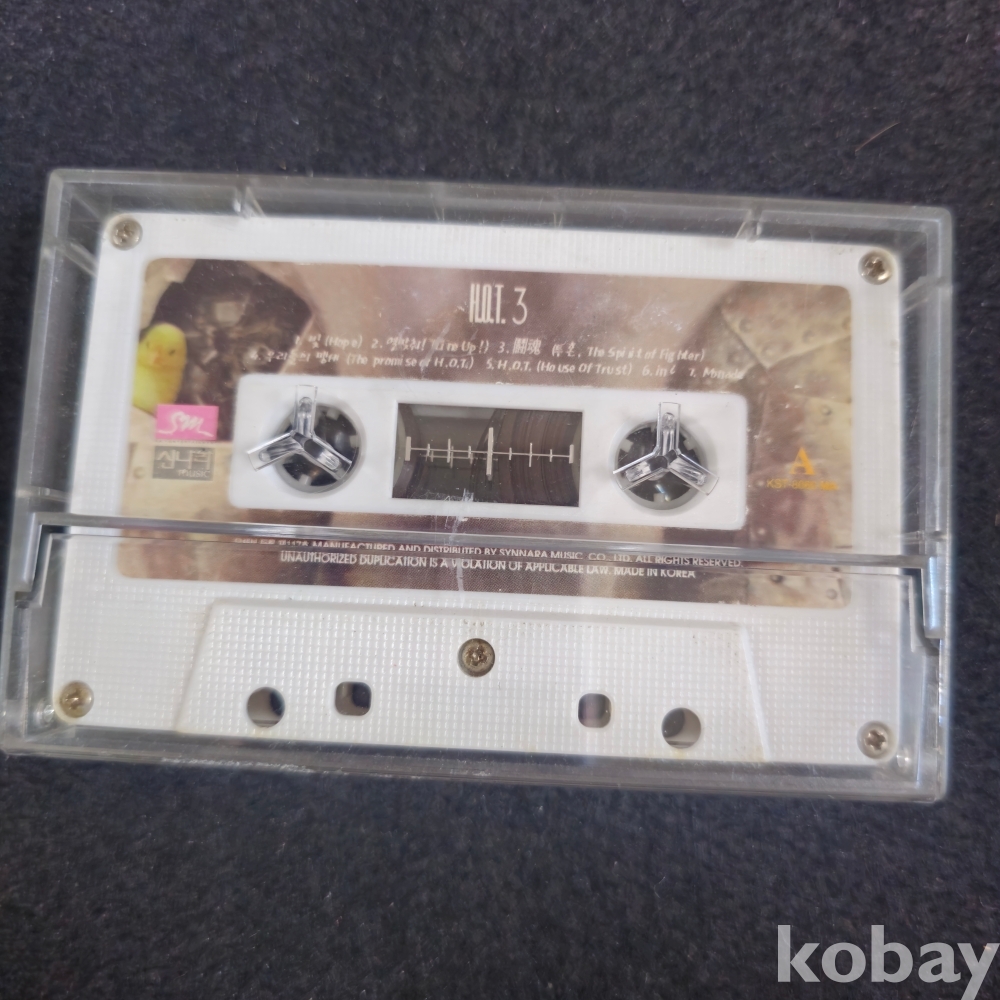 H.O.T. 3
1. 빛 (Hope) 2. 열맞춰! (Line Up!) 3. 鬪魂 (The Spirit of Fighter)
4. 우리들의 맹세 (The promise of H.O.T.) 5. H.O.T. (House Of Trust) 6. in 7.
SM
신나라
MUSIC
A
MANUFACTURED AND DISTRIBUTED BY SYNNARA MUSIC. CO., LTD. ALL RIGHTS RESERVED.
UNAUTHORIZED DUPLICATION IS A VIOLATION OF APPLICABLE LAW. MADE IN KOREA
kobay